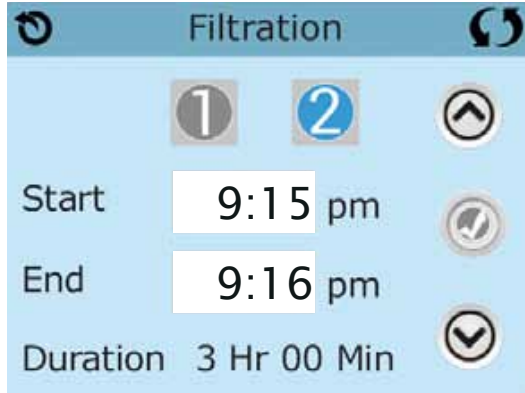 Filtration
1 2
Start 9:15 pm
End 9:16 pm
Duration 3 Hr 00 Min